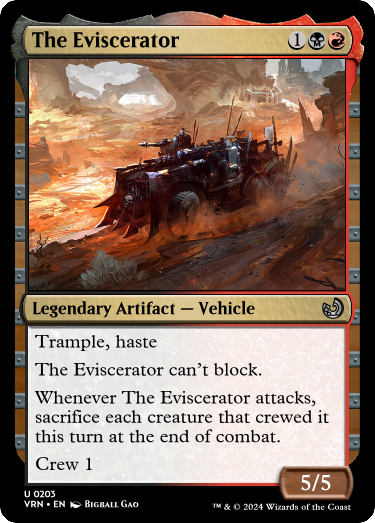 The Eviscerator 1
Legendary Artifact — Vehicle
Trample, haste
The Eviscerator can't block.
Whenever The Eviscerator attacks,
sacrifice each creature that crewed it
this turn at the end of combat.
Crew 1
5/5
U 0203
VRN • EN Bigball Gao
™ & © 2024 Wizards of the Coast